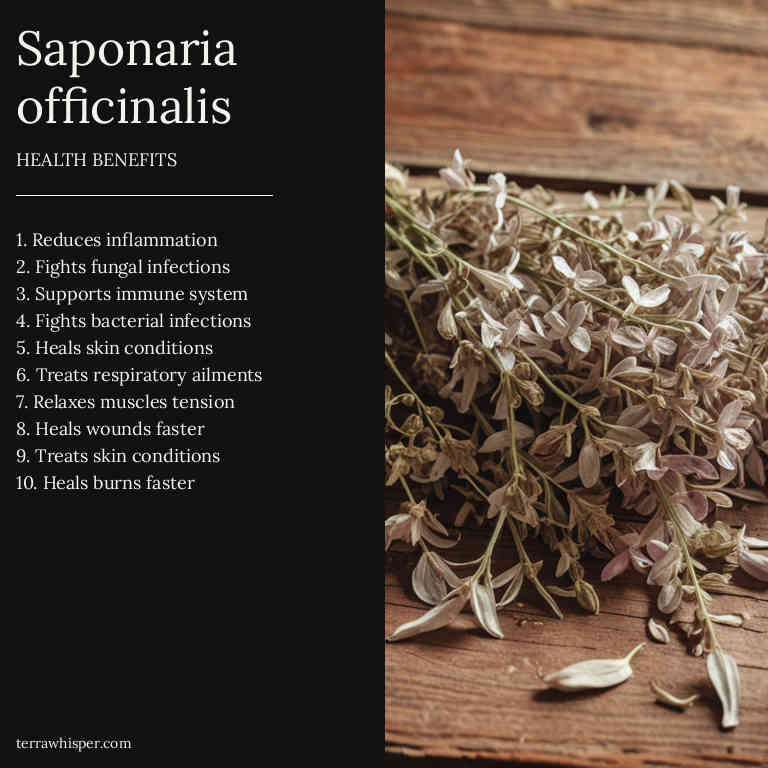 Saponaria
officinalis
HEALTH BENEFITS
1. Reduces inflammation
2. Fights fungal infections
3. Supports immune system
4. Fights bacterial infections
5. Heals skin conditions
6. Treats respiratory ailments
7. Relaxes muscles tension
8. Heals wounds faster
9. Treats skin conditions
10. Heals burns faster
terrawhisper.com